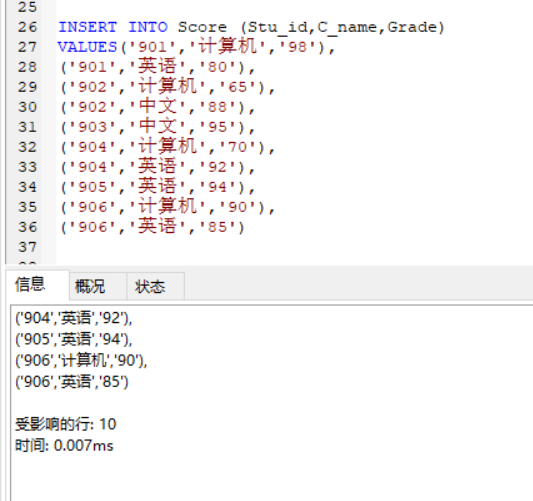 25
26 INSERT INTO Score (Stu_id,C_name,Grade)
27 VALUES('901','计算机','98'),
28 ('901','英语','80'),
29 ('902','计算机','65'),
30 ('902','中文','88'),
31 ('903','中文','95'),
32 ('904','计算机','70'),
33 ('904','英语','92'),
34 ('905','英语','94'),
35 ('906','计算机','90'),
36 ('906','英语','85')
37
信息 概况 状态
('904','英语','92'),
('905','英语','94'),
('906','计算机','90'),
('906','英语','85')
受影响的行: 10
时间: 0.007ms